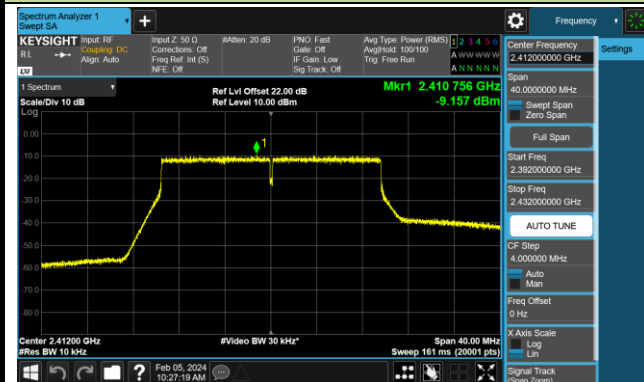 Spectrum Analyzer 1
Swept SA
+
Frequency
KEYSIGHT
R L
LXI
Input: RF
Coupling: DC
Align: Auto
Input Z: 50 Ω
Corrections: Off
Freq Ref: Int (S)
NFE: Off
#Atten: 20 dB
PNO: Fast
Gate: Off
IF Gain: Low
Sig Track: Off
Avg Type: Power (RMS)
Avg|Hold: 100/100
Trig: Free Run
1 2 3 4 5 6
A W W W W W
A N N N N N
1 Spectrum
Scale/Div 10 dB
Log
Ref Lvl Offset 22.00 dB
Ref Level 10.00 dBm
Mkr1 2.410 756 GHz
-9.157 dBm
1
0.00
-10.0
-20.0
-30.0
-40.0
-50.0
-60.0
-70.0
-80.0
Center 2.41200 GHz
#Res BW 10 kHz
#Video BW 30 kHz*
Span 40.00 MHz
Sweep 161 ms (20001 pts)
Center Frequency
2.412000000 GHz
Span
40.0000000 MHz
Swept Span
Zero Span
Full Span
Start Freq
2.392000000 GHz
Stop Freq
2.432000000 GHz
AUTO TUNE
CF Step
4.000000 MHz
Auto
Man
Freq Offset
0 Hz
X Axis Scale
Log
Lin
Signal Track
(Span Zoom)
Settings
?
Feb 05, 2024
10:27:19 AM